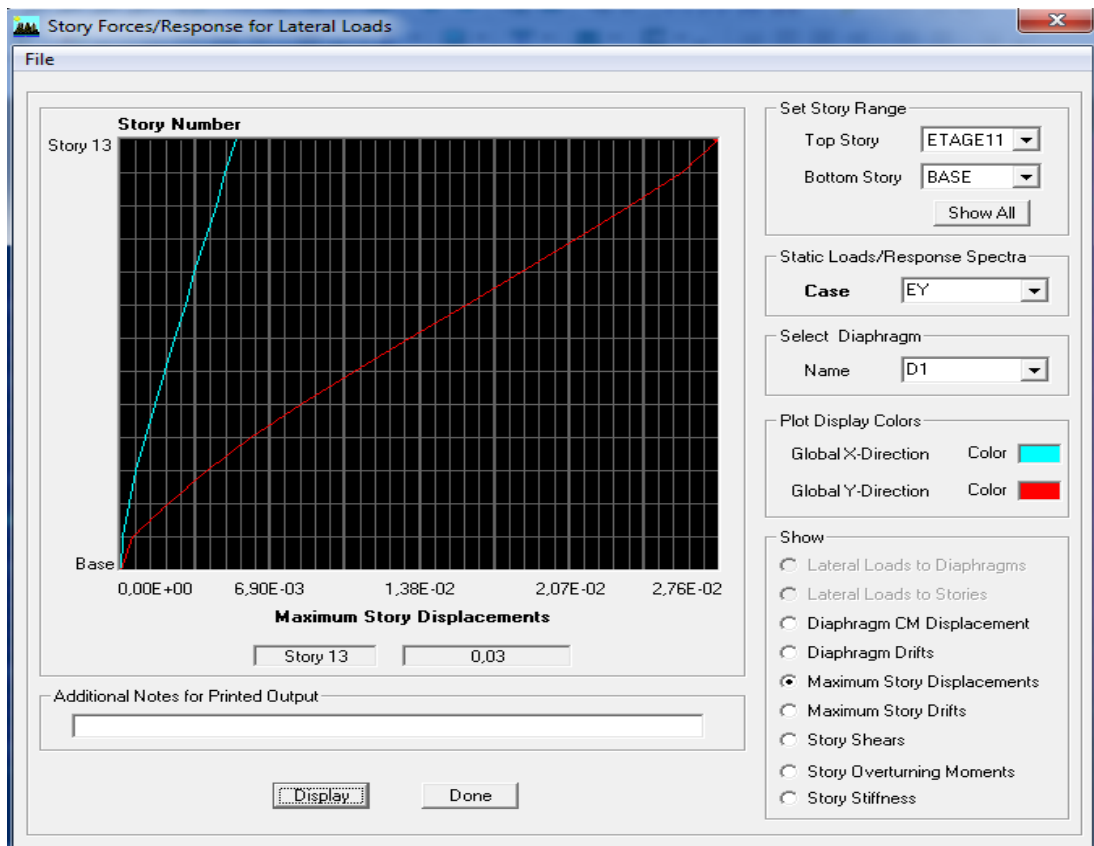 Story Forces/Response for Lateral Loads
File
Story Number
Story 13
Base
0,00E+00 6,90E-03 1,38E-02 2,07E-02 2,76E-02
Maximum Story Displacements
Story 13 0,03
Additional Notes for Printed Output
Display Done
Set Story Range
Top Story ETAGE11
Bottom Story BASE
Show All
Static Loads/Response Spectra
Case EY
Select Diaphragm
Name D1
Plot Display Colors
Global X-Direction Color
Global Y-Direction Color
Show
Lateral Loads to Diaphragms
Lateral Loads to Stories
Diaphragm CM Displacement
Diaphragm Drifts
Maximum Story Displacements
Maximum Story Drifts
Story Shears
Story Overturning Moments
Story Stiffness